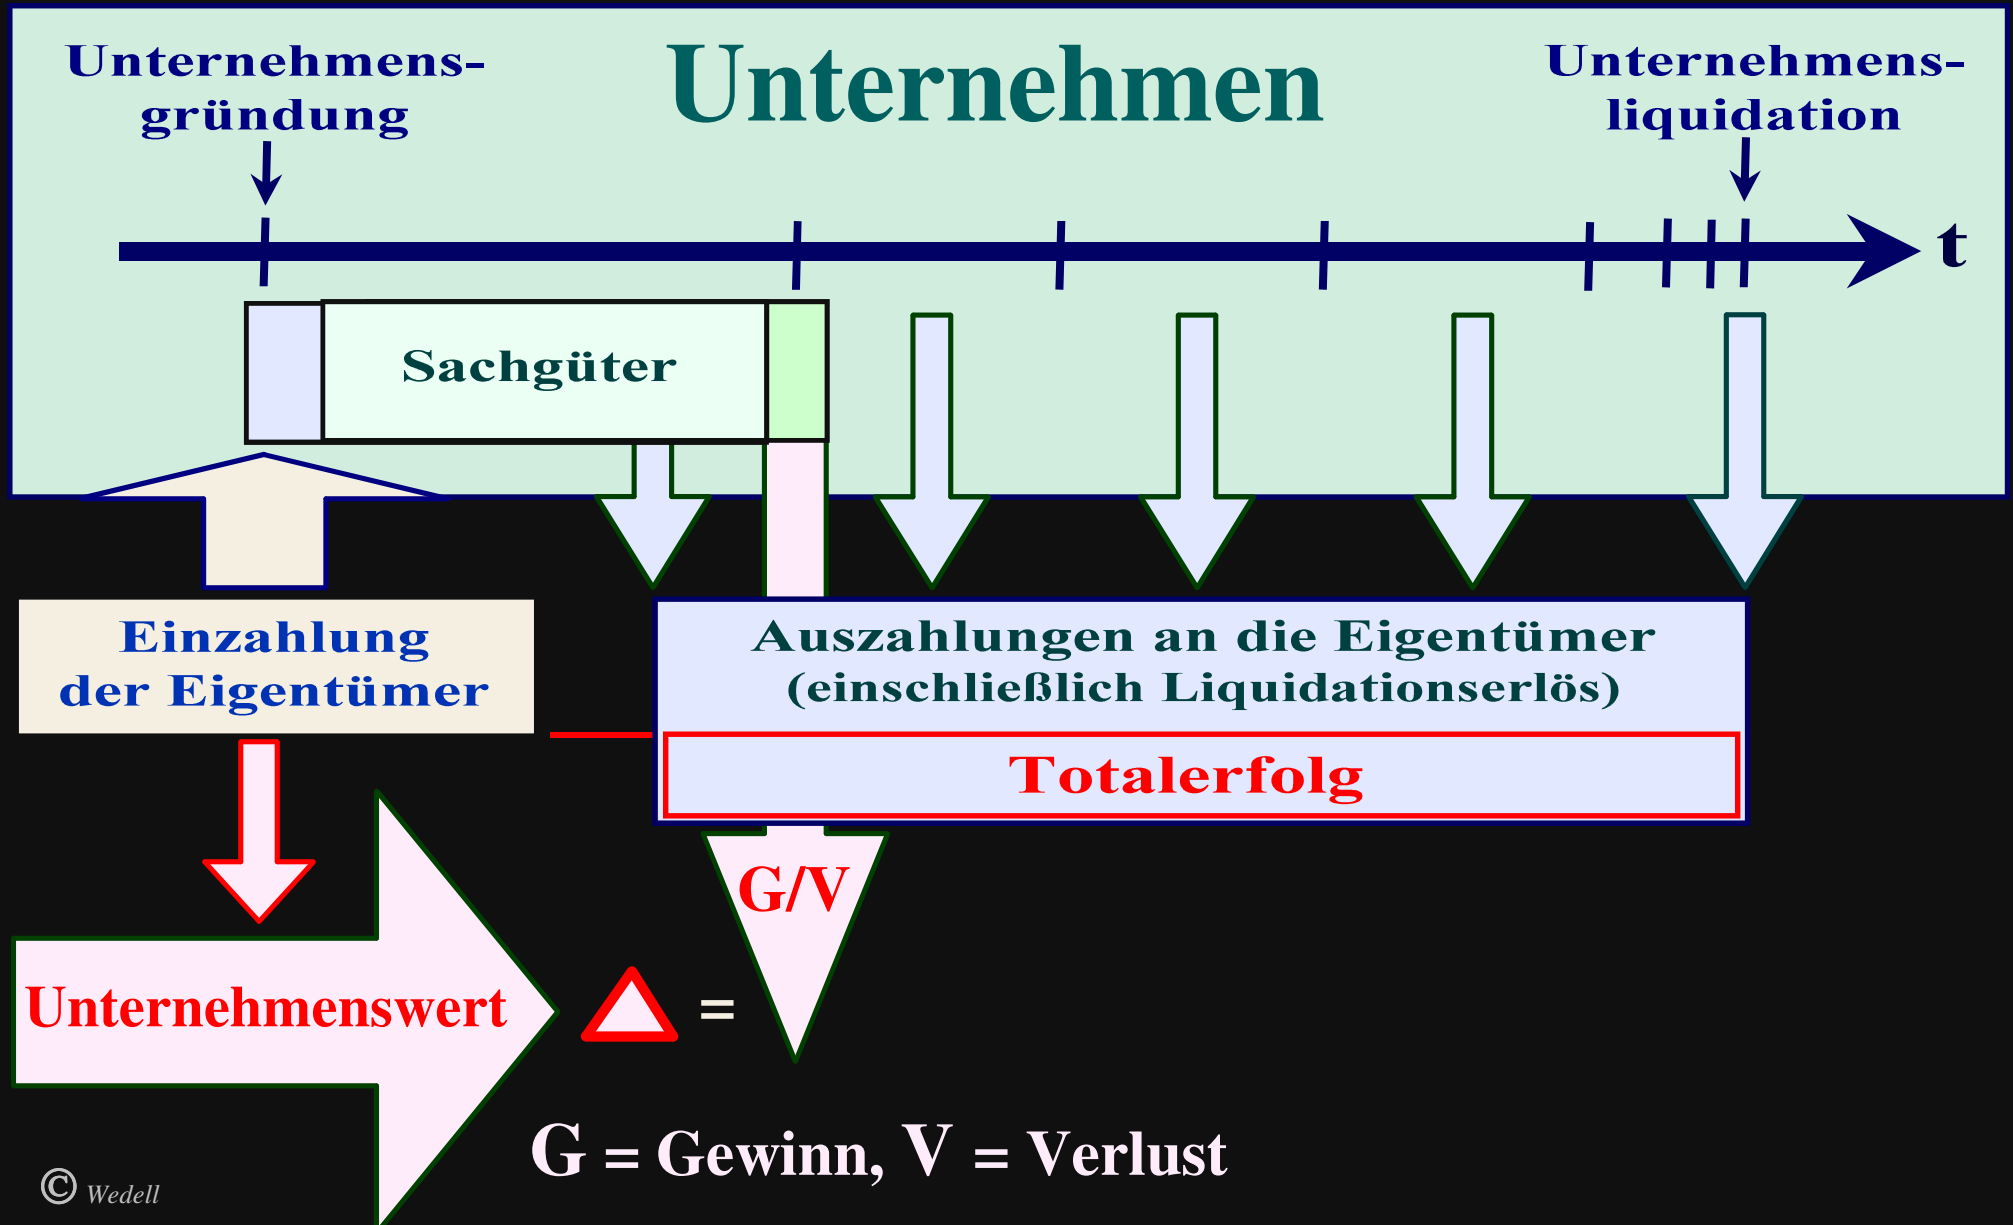 Unternehmens-
gründung
Unternehmen
Unternehmens-
liquidation
t
Sachgüter
Einzahlung
der Eigentümer
Auszahlungen an die Eigentümer
(einschließlich Liquidationserlös)
Totalerfolg
G/V
Unternehmenswert
=
G = Gewinn, V = Verlust
© Wedell